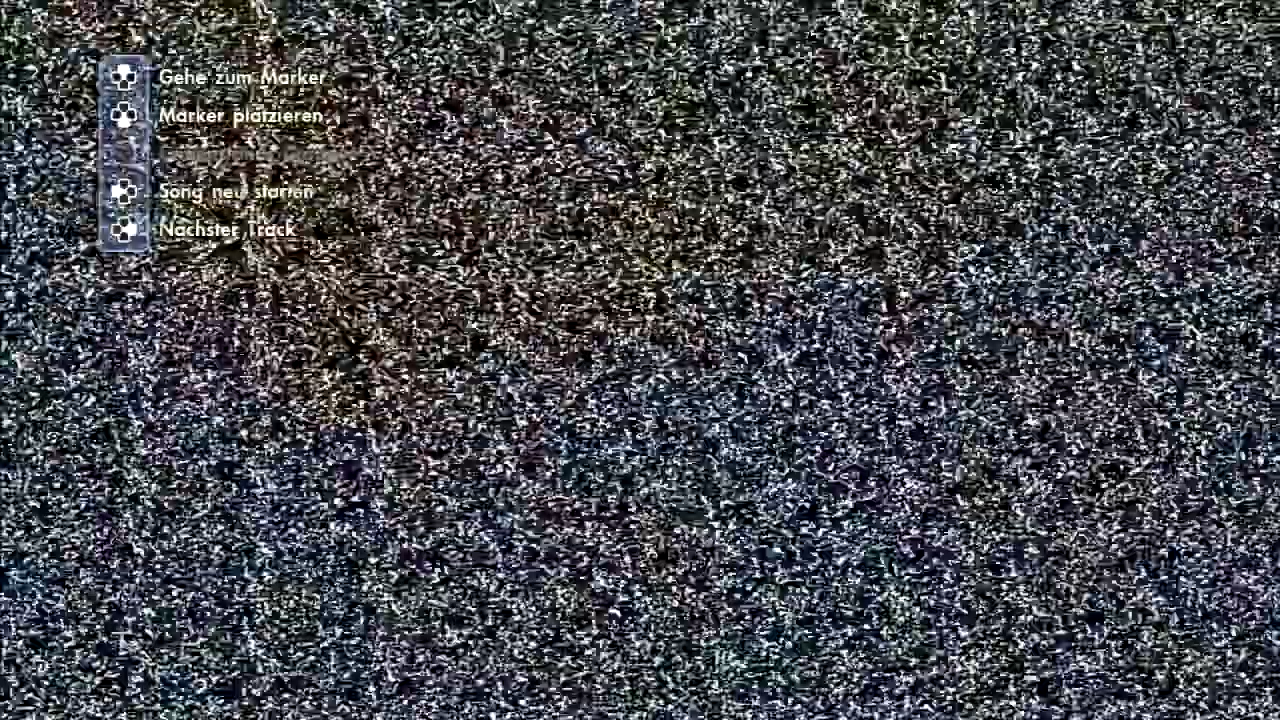 Gehe zum Marker
Marker platzieren
Song neu starten
Nächster Track